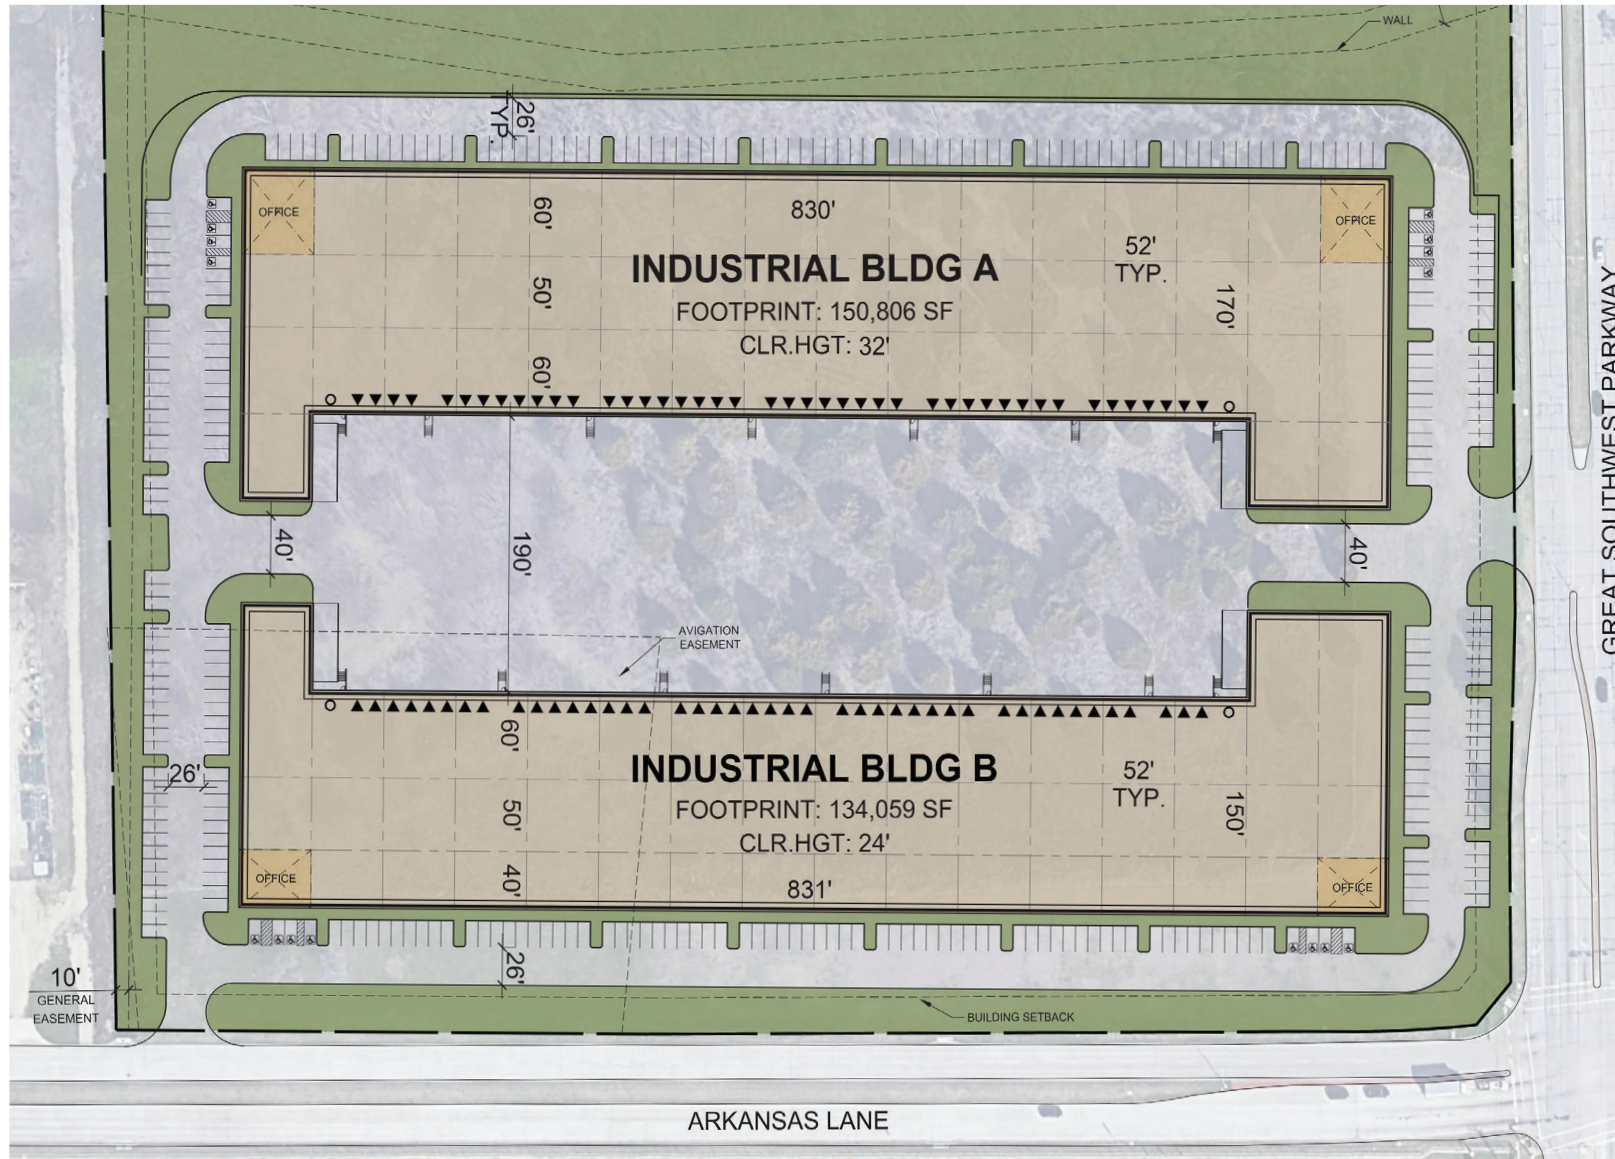 WALL
26'
TYP.
OFFICE
60'
830'
OFFICE
52'
TYP.
INDUSTRIAL BLDG A
50'
170'
FOOTPRINT: 150,806 SF
CLR.HGT: 32'
60'
GREAT SOUTHWEST PARKWAY
40'
190'
40'
AVIGATION
EASEMENT
60'
INDUSTRIAL BLDG B
52'
TYP.
26'
50'
FOOTPRINT: 134,059 SF
150'
CLR.HGT: 24'
OFFICE
40'
831'
OFFICE
26'
10'
GENERAL
EASEMENT
BUILDING SETBACK
ARKANSAS LANE